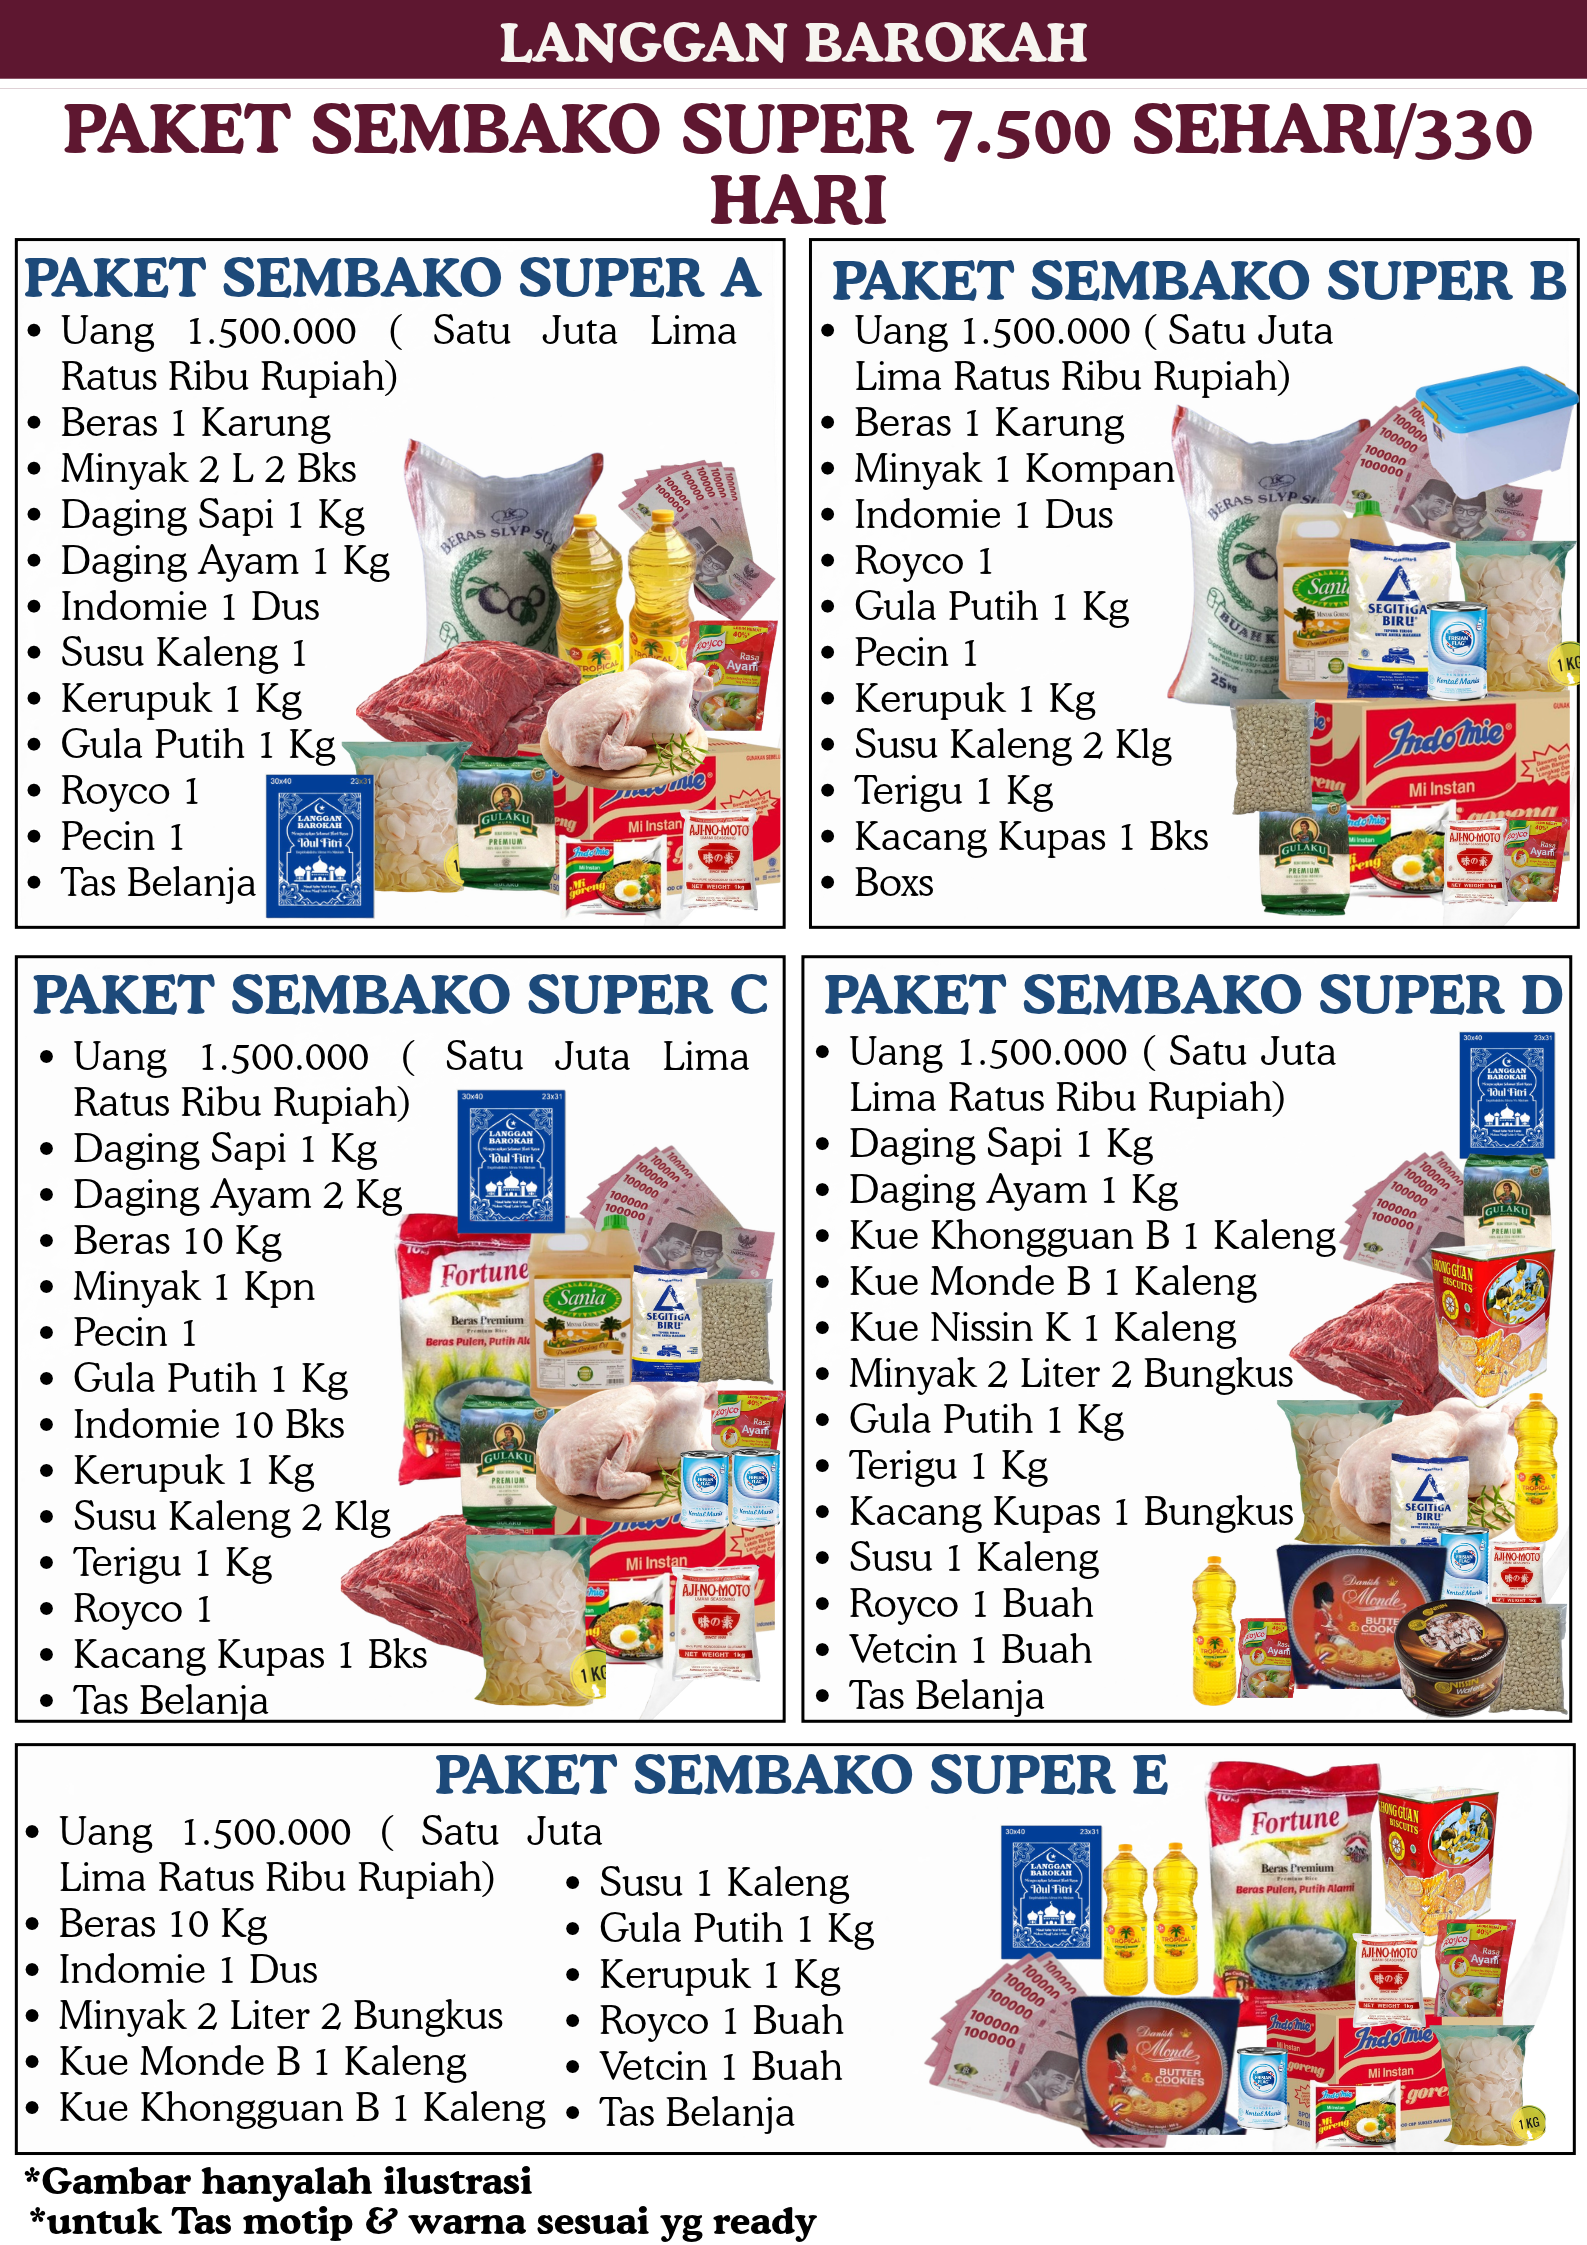 LANGGAN BAROKAH
PAKET SEMBAKO SUPER 7.500 SEHARI/330
HARI
PAKET SEMBAKO SUPER A
• Uang 1.500.000 ( Satu Juta Lima
Ratus Ribu Rupiah)
• Beras 1 Karung
• Minyak 2 L 2 Bks
• Daging Sapi 1 Kg
• Daging Ayam 1 Kg
• Indomie 1 Dus
• Susu Kaleng 1
• Kerupuk 1 Kg
• Gula Putih 1 Kg
• Royco 1
• Pecin 1
• Tas Belanja
PAKET SEMBAKO SUPER B
• Uang 1.500.000 ( Satu Juta
Lima Ratus Ribu Rupiah)
• Beras 1 Karung
• Minyak 1 Kompan
• Indomie 1 Dus
• Royco 1
• Gula Putih 1 Kg
• Pecin 1
• Kerupuk 1 Kg
• Susu Kaleng 2 Klg
• Terigu 1 Kg
• Kacang Kupas 1 Bks
• Boxs
PAKET SEMBAKO SUPER C
• Uang 1.500.000 ( Satu Juta Lima
Ratus Ribu Rupiah)
• Daging Sapi 1 Kg
• Daging Ayam 2 Kg
• Beras 10 Kg
• Minyak 1 Kpn
• Pecin 1
• Gula Putih 1 Kg
• Indomie 10 Bks
• Kerupuk 1 Kg
• Susu Kaleng 2 Klg
• Terigu 1 Kg
• Royco 1
• Kacang Kupas 1 Bks
• Tas Belanja
PAKET SEMBAKO SUPER D
• Uang 1.500.000 ( Satu Juta
Lima Ratus Ribu Rupiah)
• Daging Sapi 1 Kg
• Daging Ayam 1 Kg
• Kue Khongguan B 1 Kaleng
• Kue Monde B 1 Kaleng
• Kue Nissin K 1 Kaleng
• Minyak 2 Liter 2 Bungkus
• Gula Putih 1 Kg
• Terigu 1 Kg
• Kacang Kupas 1 Bungkus
• Susu 1 Kaleng
• Royco 1 Buah
• Vetcin 1 Buah
• Tas Belanja
PAKET SEMBAKO SUPER E
• Uang 1.500.000 ( Satu Juta
Lima Ratus Ribu Rupiah)
• Beras 10 Kg
• Indomie 1 Dus
• Minyak 2 Liter 2 Bungkus
• Kue Monde B 1 Kaleng
• Kue Khongguan B 1 Kaleng
• Susu 1 Kaleng
• Gula Putih 1 Kg
• Kerupuk 1 Kg
• Royco 1 Buah
• Vetcin 1 Buah
• Tas Belanja
*Gambar hanyalah ilustrasi
*untuk Tas motip & warna sesuai yg ready